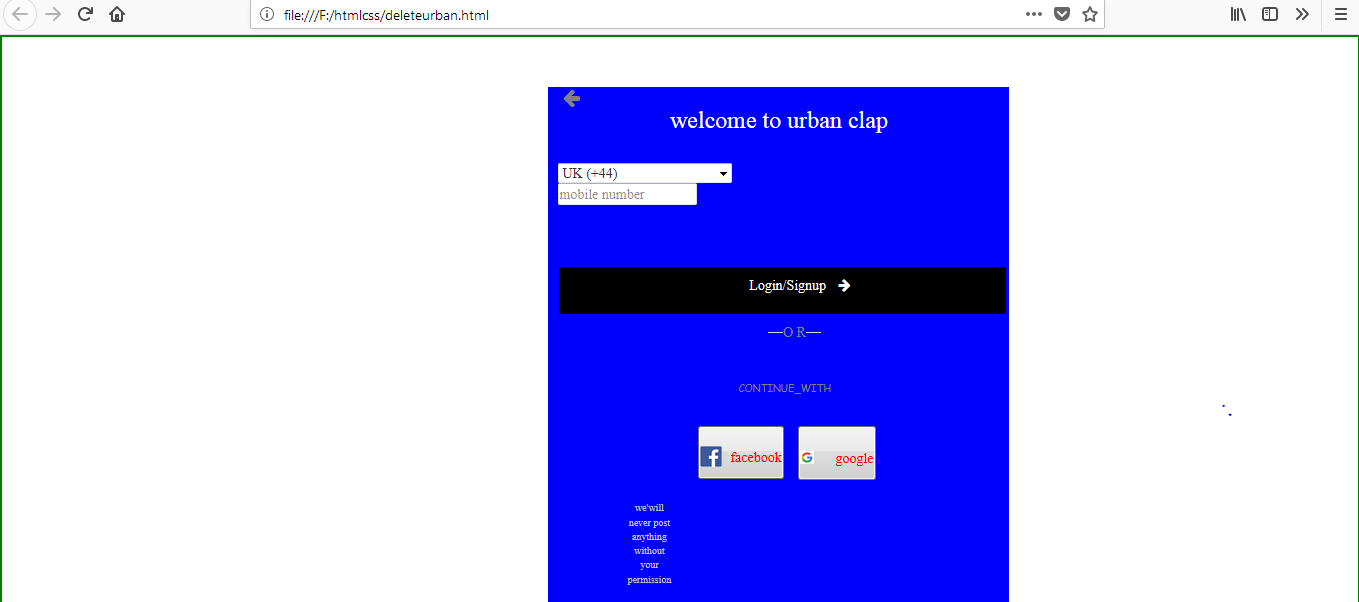 file:///F:/htmlcss/deleteurban.html
welcome to urban clap
UK (+44)
mobile number
Login/Signup
----O R----
CONTINUE_WITH
facebook google
we'will
never post
anything
without
your
permission